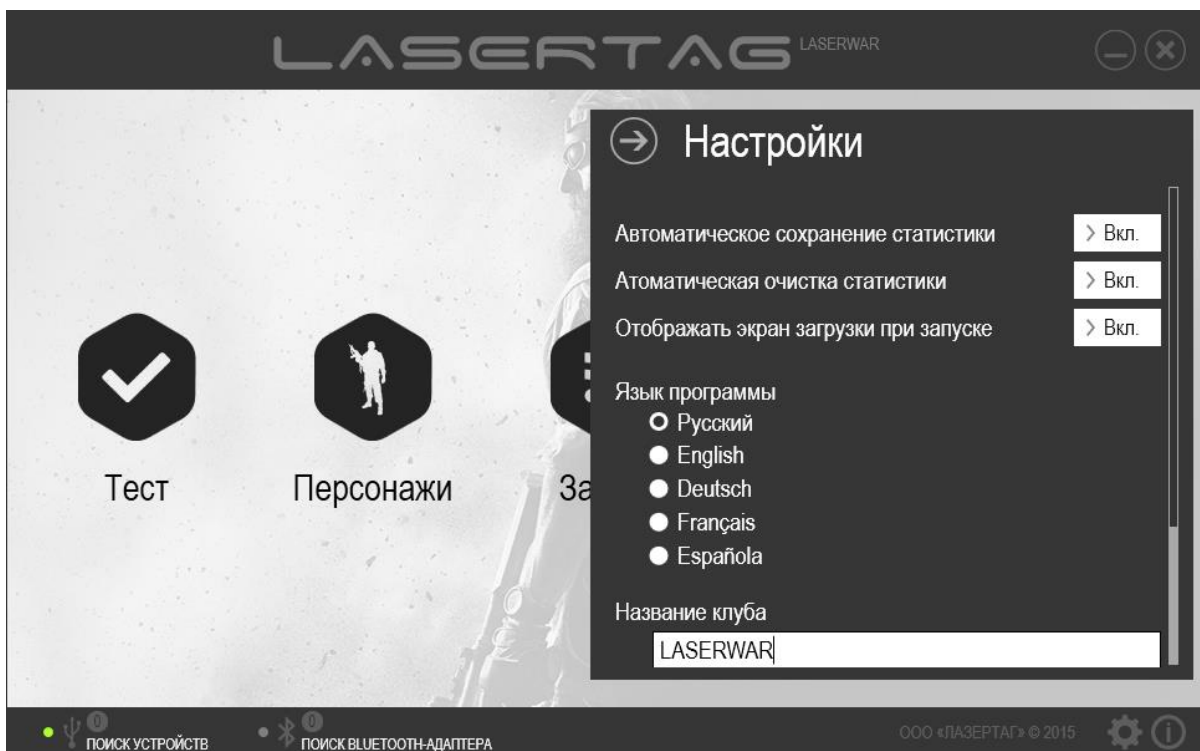 LASERTAG LASERWAR
Настройки
Автоматическое сохранение статистики
> Вкл.
Атоматическая очистка статистики
> Вкл.
Отображать экран загрузки при запуске
> Вкл.
Язык программы
Русский
English
Deutsch
Français
Española
Название клуба
LASERWAR
Тест
Персонажи
За
0
ПОИСК УСТРОЙСТВ
0
ПОИСК BLUETOOTH-АДАПТЕРА
ООО «ЛАЗЕРТАГ» © 2015